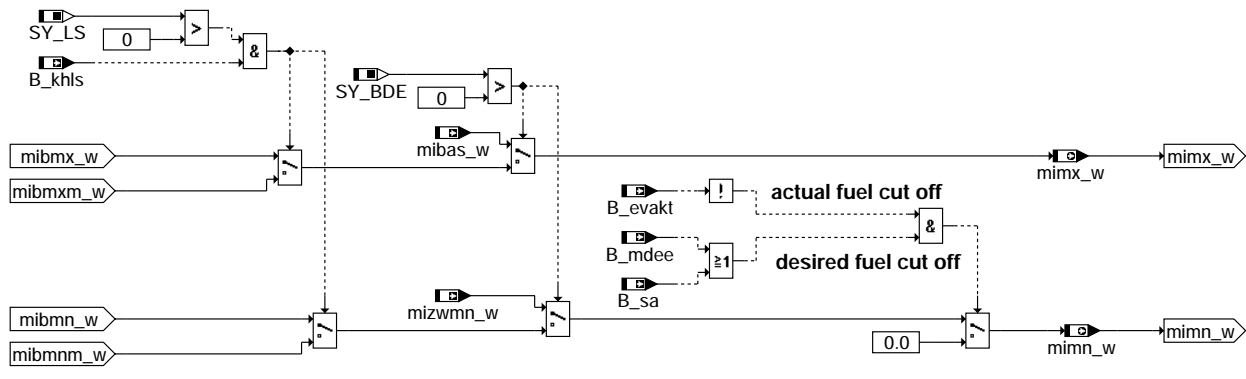 SY_LS
>
0
&
B_khls
SY_BDE
>
0
mibmx_w
mibas_w
mimx_w
mimx_w
mibmxm_w
B_evakt
!
actual fuel cut off
&
B_mdee
≥1
desired fuel cut off
B_sa
mibmn_w
mizwmn_w
mibmnm_w
0.0
mimn_w
mimn_w